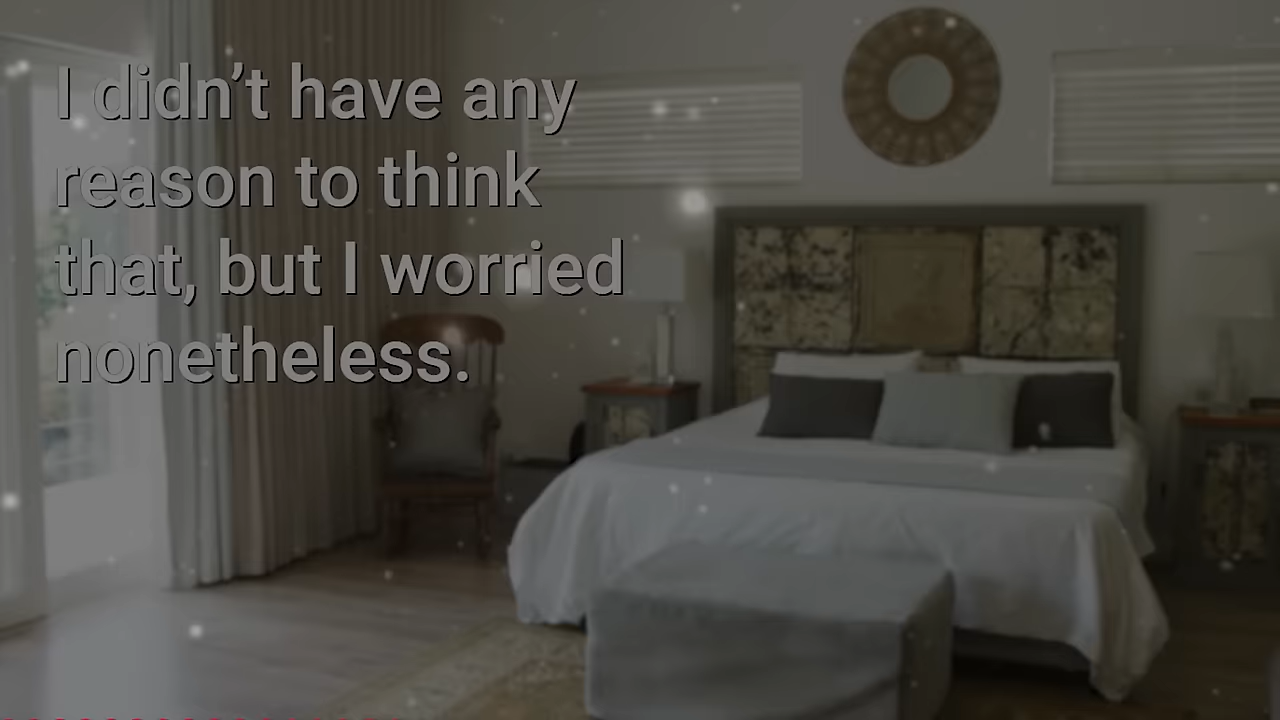 I didn’t have any
reason to think
that, but I worried
nonetheless.